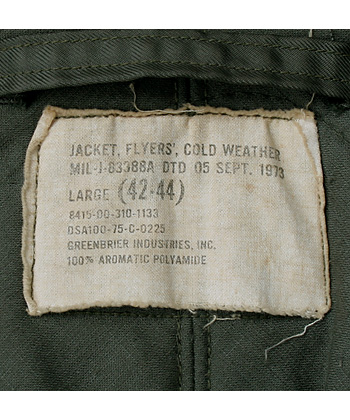 JACKET, FLYERS', COLD WEATHER
MIL-J-83388A DTD 05 SEPT. 1973
LARGE (42-44)
8415-00-310-1133
DSA100-75-C-0225
GREENBRIER INDUSTRIES, INC.
100% AROMATIC POLYAMIDE